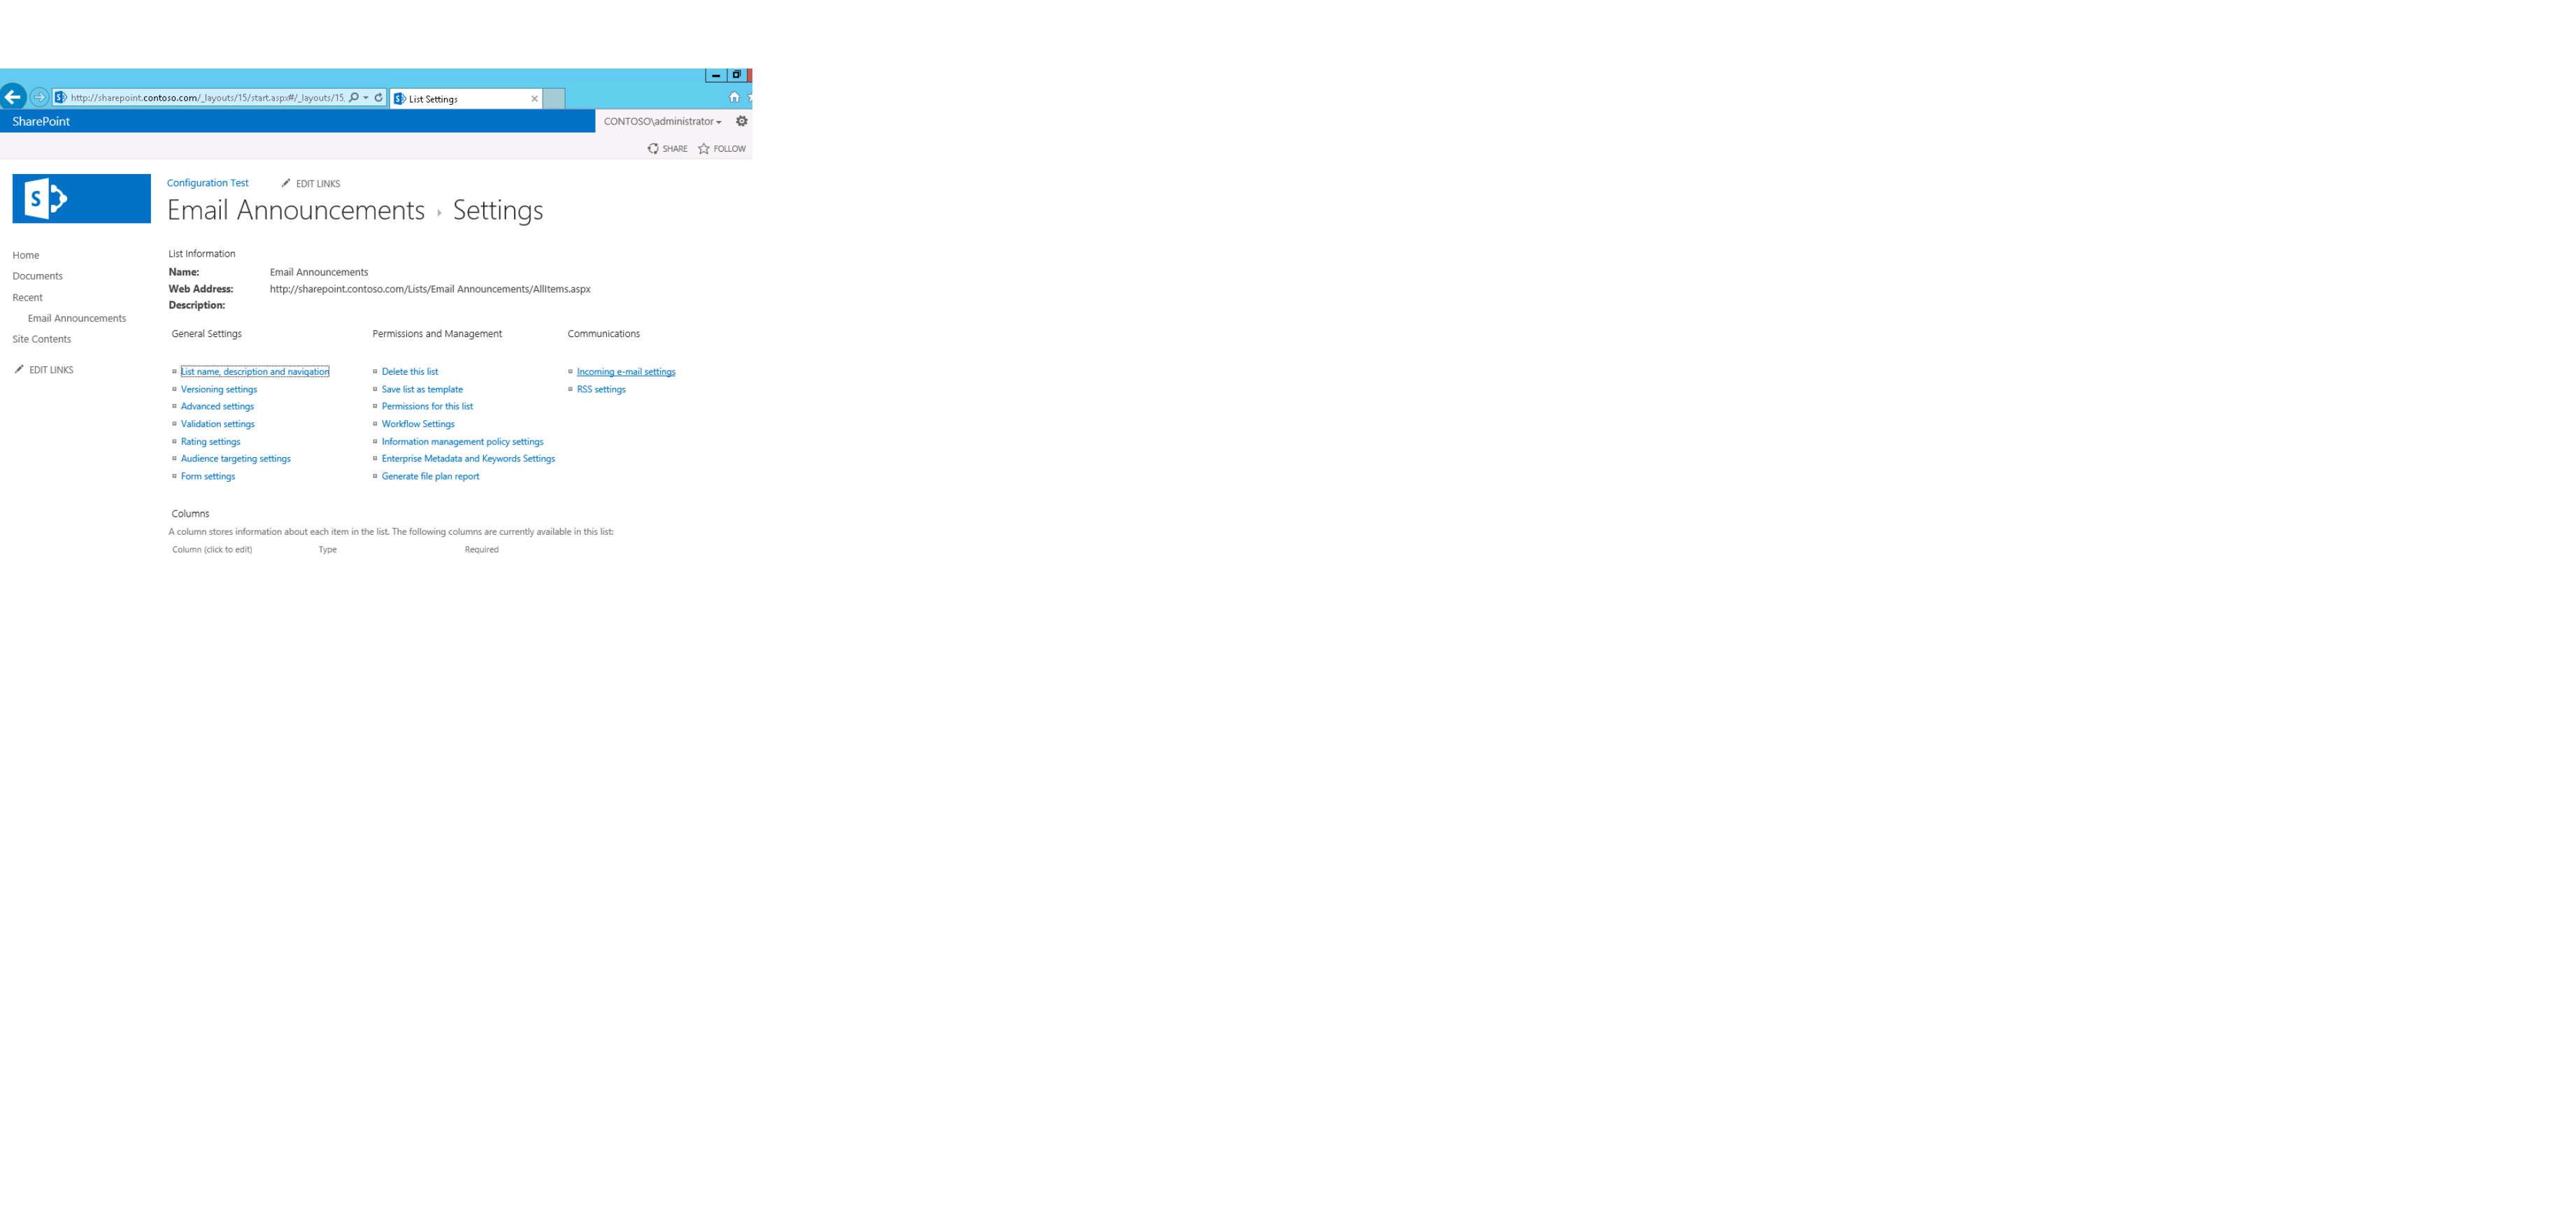 http://sharepoint.contoso.com/_layouts/15/start.aspx#/_layouts/15,
List Settings
SharePoint
CONTOSO\administrator
SHARE FOLLOW
S
Configuration Test EDIT LINKS
Email Announcements Settings
Home
Documents
Recent
Email Announcements
Site Contents
EDIT LINKS
List Information
Name: Email Announcements
Web Address: http://sharepoint.contoso.com/Lists/Email Announcements/AllItems.aspx
Description:
General Settings
List name, description and navigation
Versioning settings
Advanced settings
Validation settings
Rating settings
Audience targeting settings
Form settings
Permissions and Management
Delete this list
Save list as template
Permissions for this list
Workflow Settings
Information management policy settings
Enterprise Metadata and Keywords Settings
Generate file plan report
Communications
Incoming e-mail settings
RSS settings
Columns
A column stores information about each item in the list. The following columns are currently available in this list:
Column (click to edit) Type Required